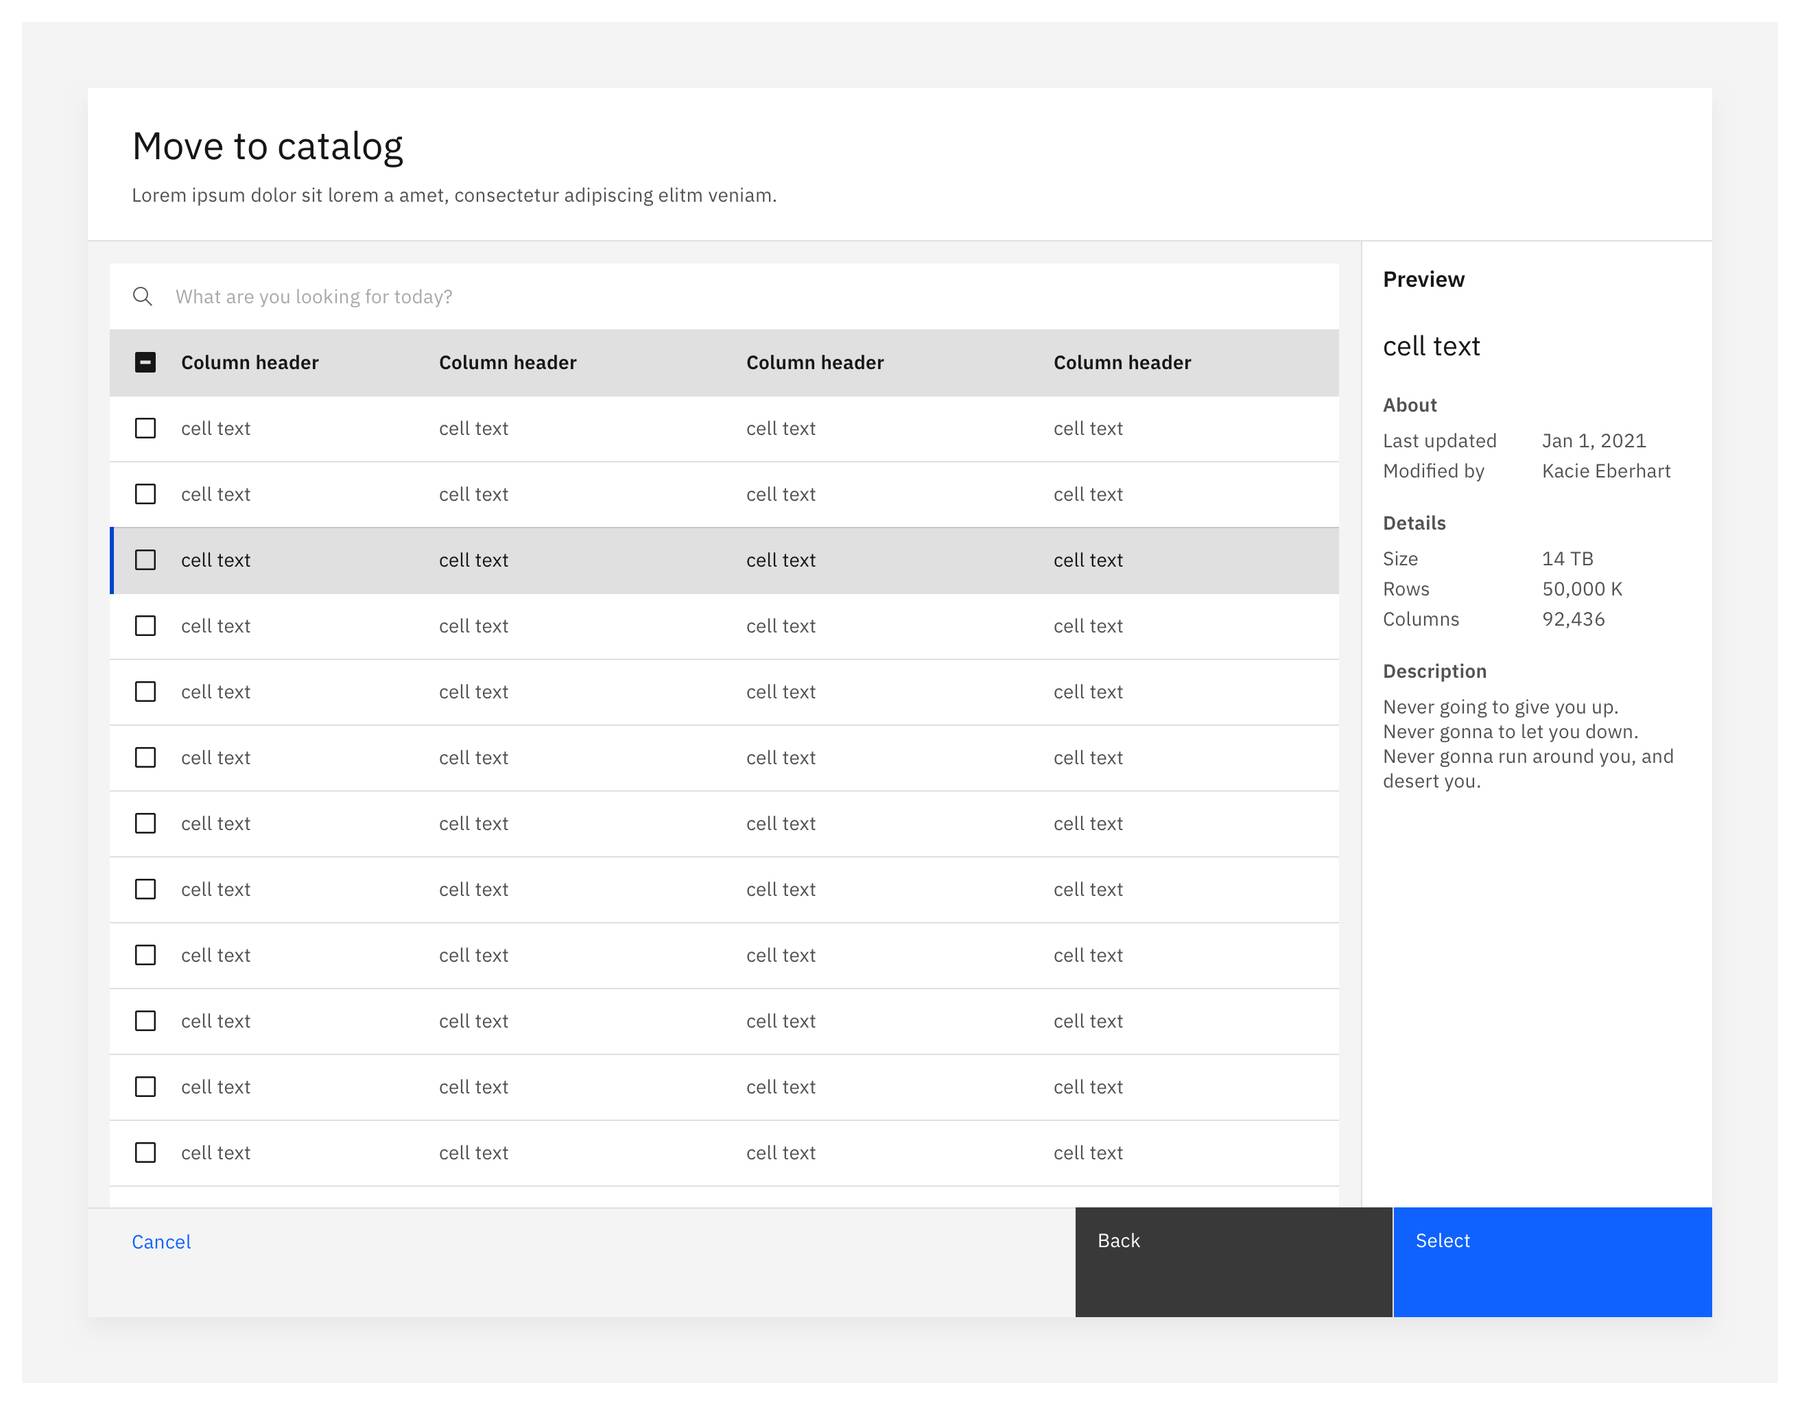 Move to catalog
Lorem ipsum dolor sit lorem a amet, consectetur adipiscing elitm veniam.
What are you looking for today?
Column header Column header Column header Column header
cell text cell text cell text cell text
cell text cell text cell text cell text
cell text cell text cell text cell text
cell text cell text cell text cell text
cell text cell text cell text cell text
cell text cell text cell text cell text
cell text cell text cell text cell text
cell text cell text cell text cell text
cell text cell text cell text cell text
cell text cell text cell text cell text
cell text cell text cell text cell text
cell text cell text cell text cell text
Preview
cell text
About
Last updated Jan 1, 2021
Modified by Kacie Eberhart
Details
Size 14 TB
Rows 50,000 K
Columns 92,436
Description
Never going to give you up.
Never gonna to let you down.
Never gonna run around you, and
desert you.
Cancel
Back
Select